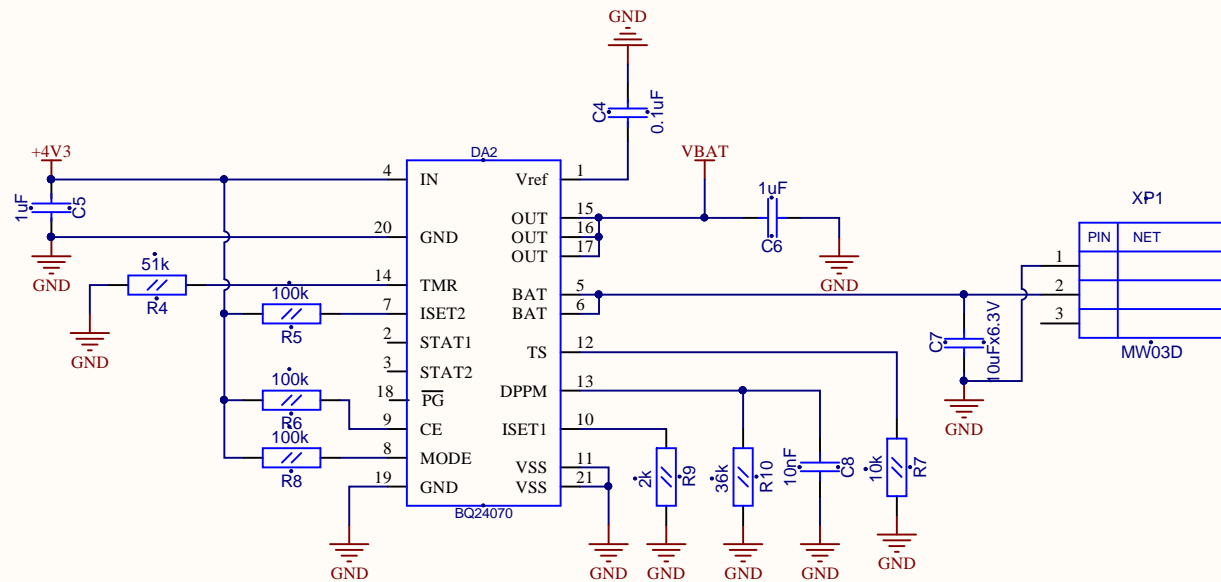 GND
C4
0.1uF
+4V3
1uF
C5
GND
DA2
4
IN
20
GND
14
TMR
7
ISET2
2
STAT1
3
STAT2
18
PG
9
CE
8
MODE
19
GND
Vref
1
OUT
15
OUT
16
OUT
17
BAT
5
BAT
6
TS
12
DPPM
13
ISET1
10
VSS
11
VSS
21
BQ24070
51k
R4
GND
100k
R5
100k
R6
100k
R8
GND
VBAT
1uF
C6
GND
XP1
PIN
NET
1
2
3
MW03D
C7
10uFx6.3V
GND
2k
R9
36k
R10
10nF
C8
10k
R7
GND
GND
GND
GND
GND